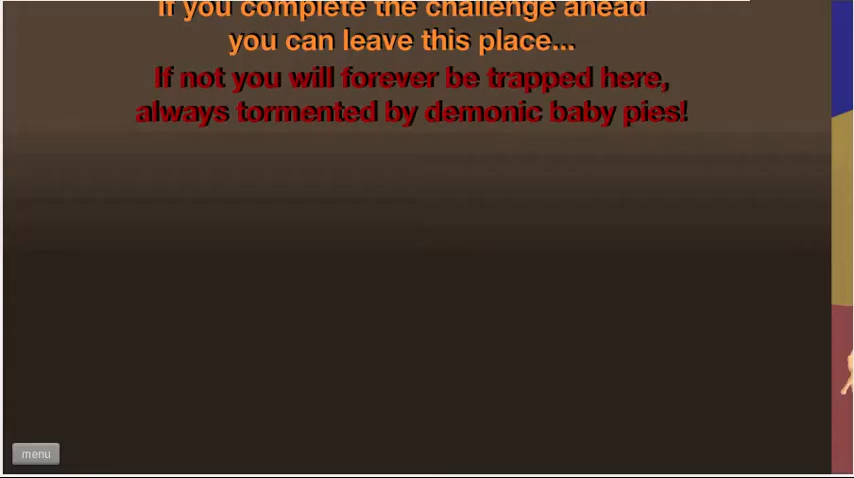 If you complete the challenge ahead
you can leave this place...
If not you will forever be trapped here,
always tormented by demonic baby pies!
menu